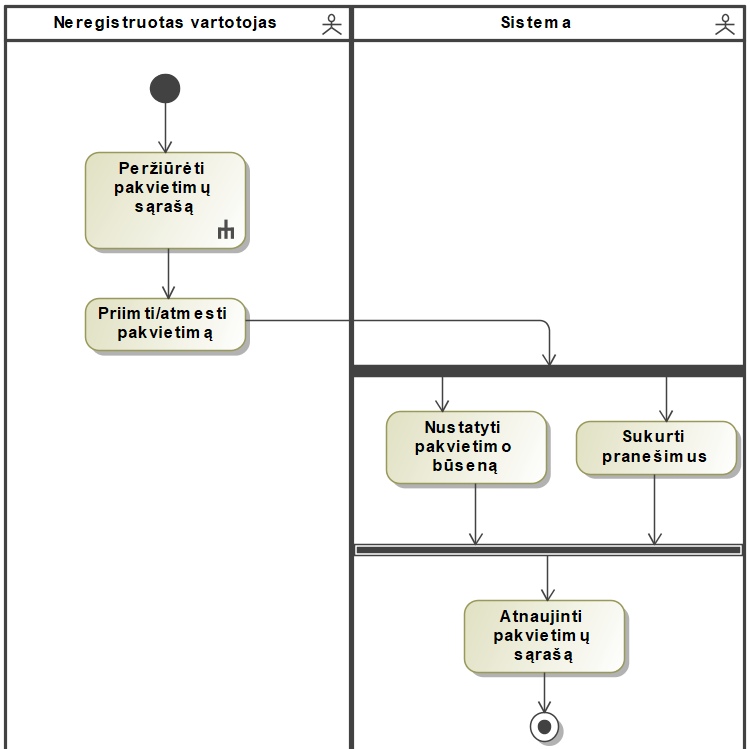 Neregistruotas vartotojas
Sistema
Peržiūrėti
pakvietimų
sąrašą
Priimti/atmesti
pakvietimą
Nustatyti
pakvietimo
būseną
Sukurti
pranešimus
Atnaujinti
pakvietimų
sąrašą